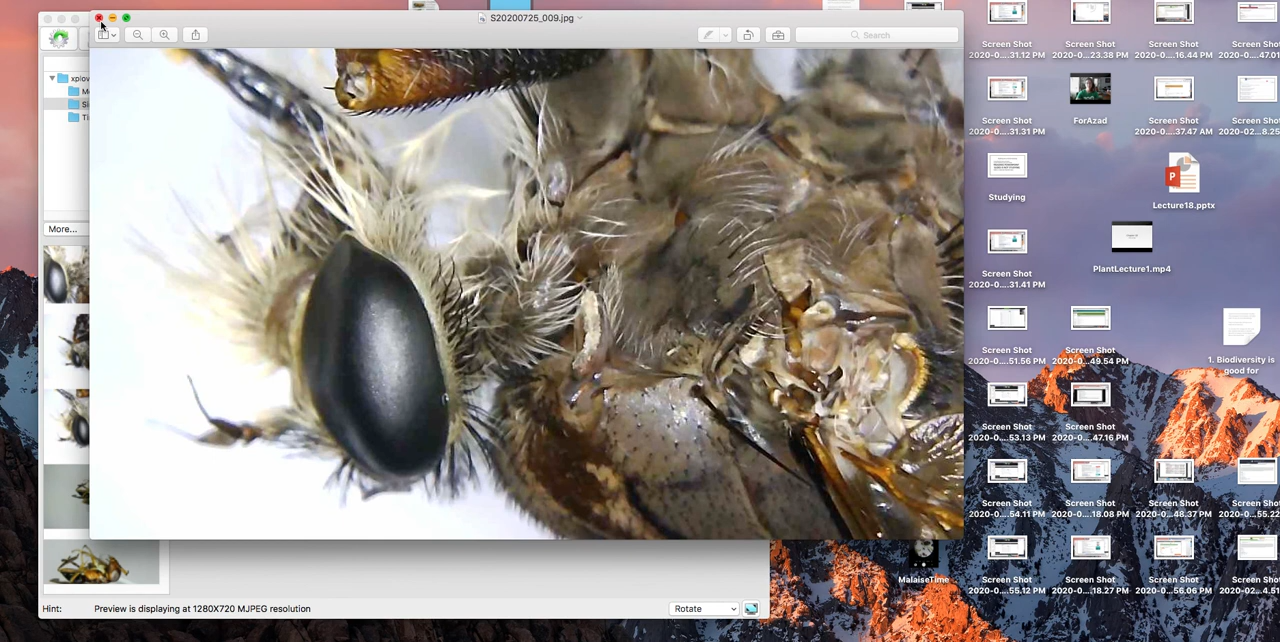 S20200725_009.jpg
Search
xplov
M
Si
Ti
More...
Hint:
Preview is displaying at 1280X720 MJPEG resolution
Rotate
Screen Shot
2020-0....31.12 PM
Screen Shot
2020-0...23.38 PM
Screen Shot
2020-0...16.44 PM
Screen Shot
2020-0...47.01
Screen Shot
2020-0....31.31 PM
ForAzad
Screen Shot
2020-0....37.47 AM
Screen Shot
2020-02...8.25
Studying
Lecture18.pptx
Screen Shot
2020-0....31.41 PM
PlantLecture1.mp4
Screen Shot
2020-0....51.56 PM
Screen Shot
2020-0...49.54 PM
1. Biodiversity is
good for
Screen Shot
2020-0....53.13 PM
Screen Shot
2020-0....47.16 PM
Screen Shot
2020-0....54.11 PM
Screen Shot
2020-0....18.08 PM
Screen Shot
2020-0...48.37 PM
Screen Shot
2020-0...55.22
MalaiseTime
Screen Shot
2020-0....55.12 PM
Screen Shot
2020-0....18.27 PM
Screen Shot
2020-0...56.06 PM
Screen Shot
2020-02...4.51